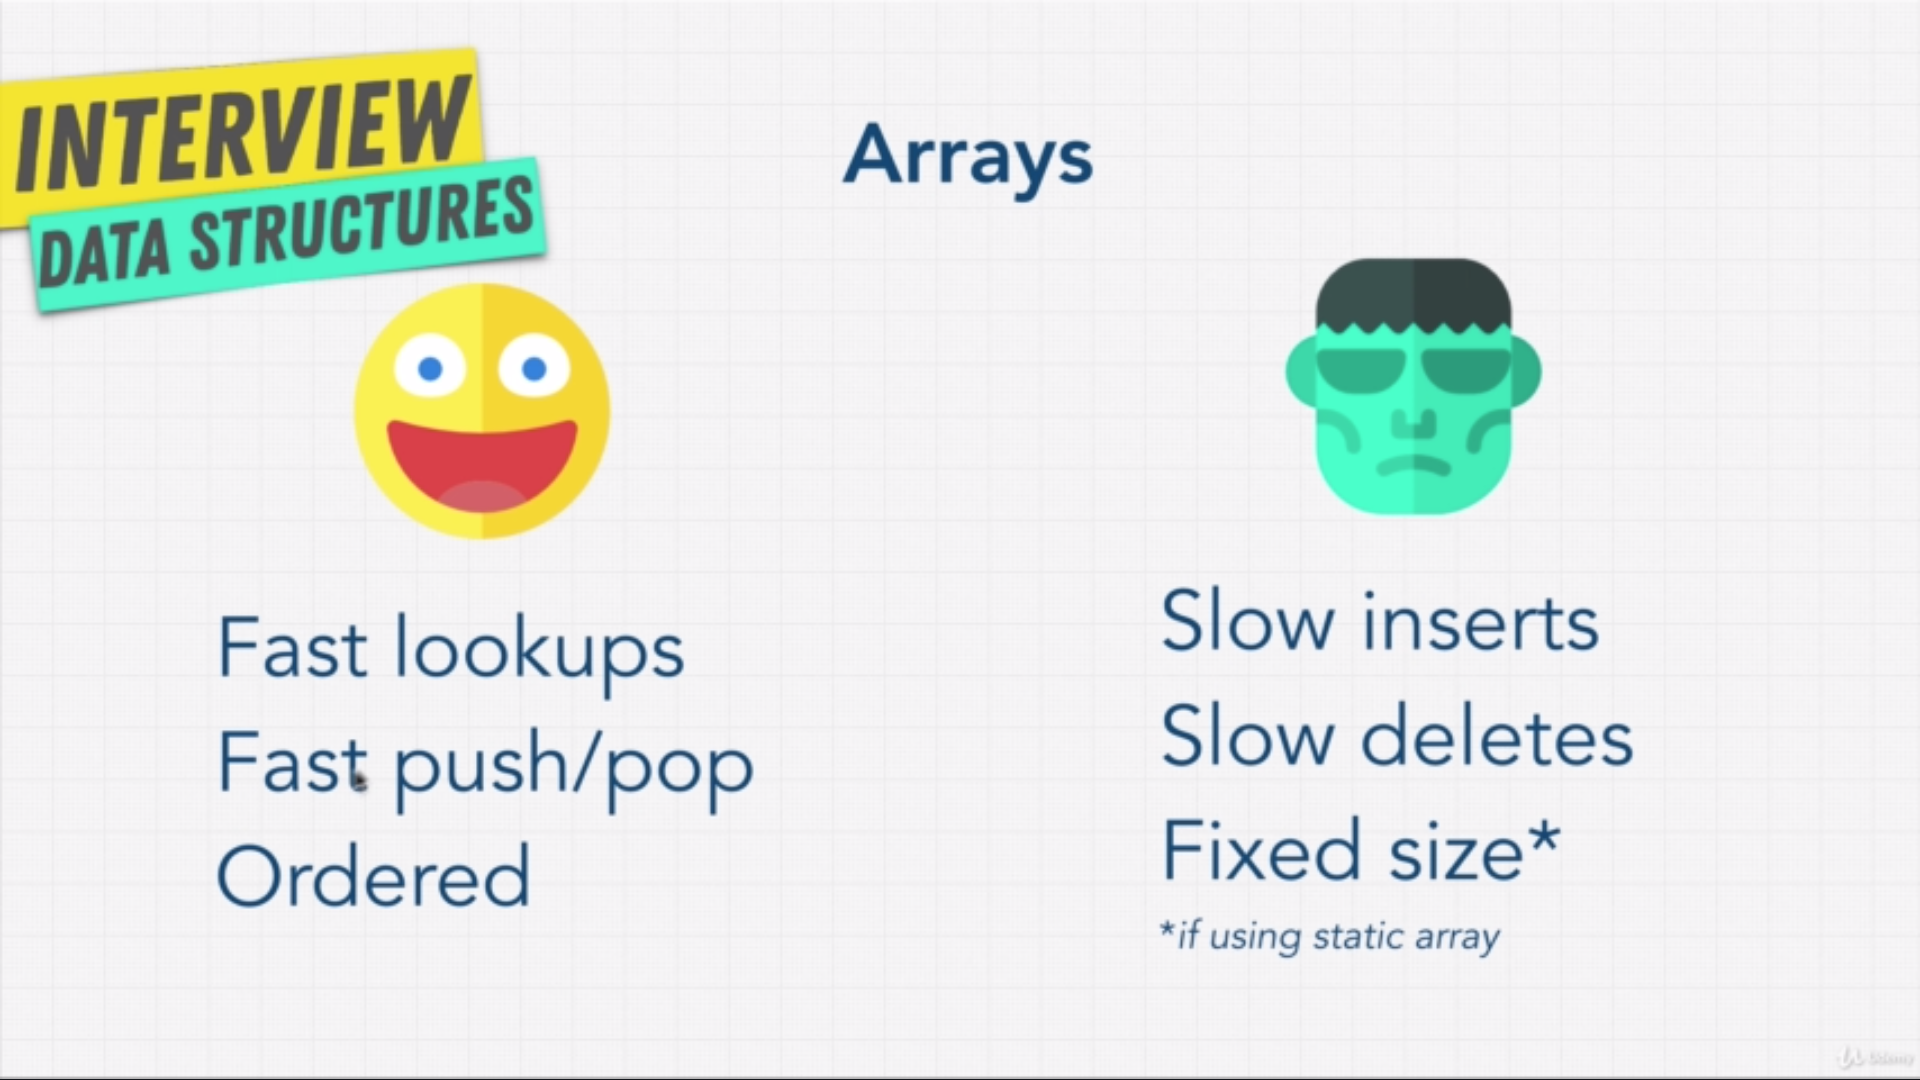 INTERVIEW
DATA STRUCTURES
Arrays
Fast lookups
Fast push/pop
Ordered
Slow inserts
Slow deletes
Fixed size*
*if using static array
Udemy